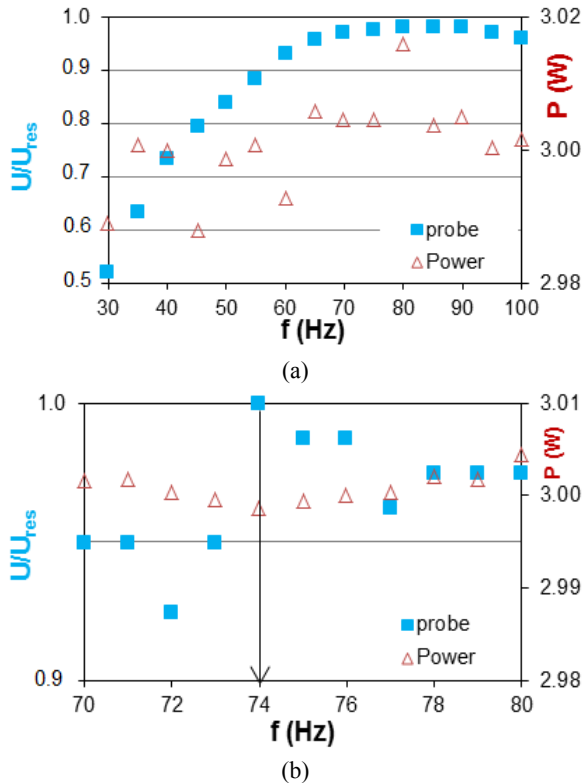 1.0
0.9
0.8
0.7
0.6
0.5
U/Ures
3.02
3.00
2.98
P (W)
probe
Power
30 40 50 60 70 80 90 100
f (Hz)
(a)
1.0
0.9
U/Ures
3.01
3.00
2.99
2.98
P (W)
probe
Power
70 72 74 76 78 80
f (Hz)
(b)